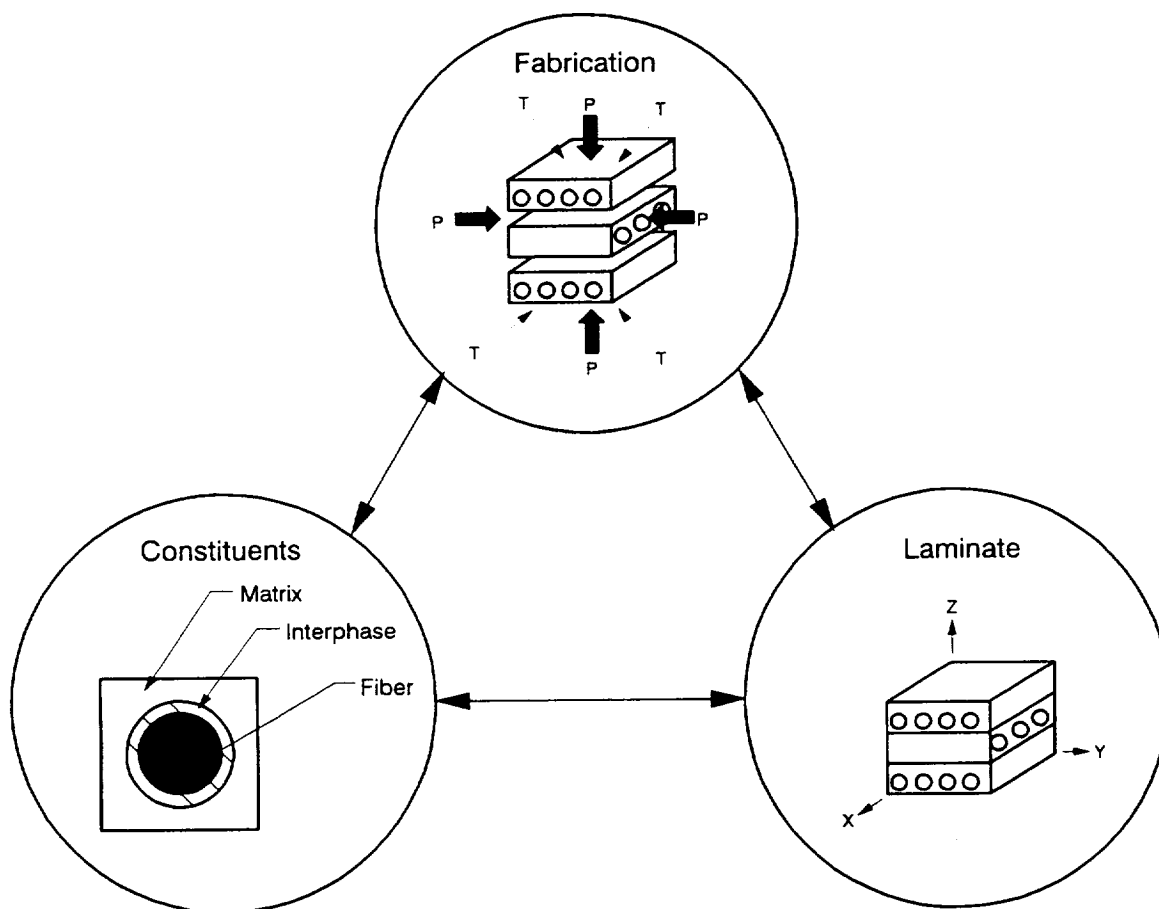 Fabrication
T P T
P P
T P T
Constituents
Matrix
Interphase
Fiber
Laminate
Z
Y
X